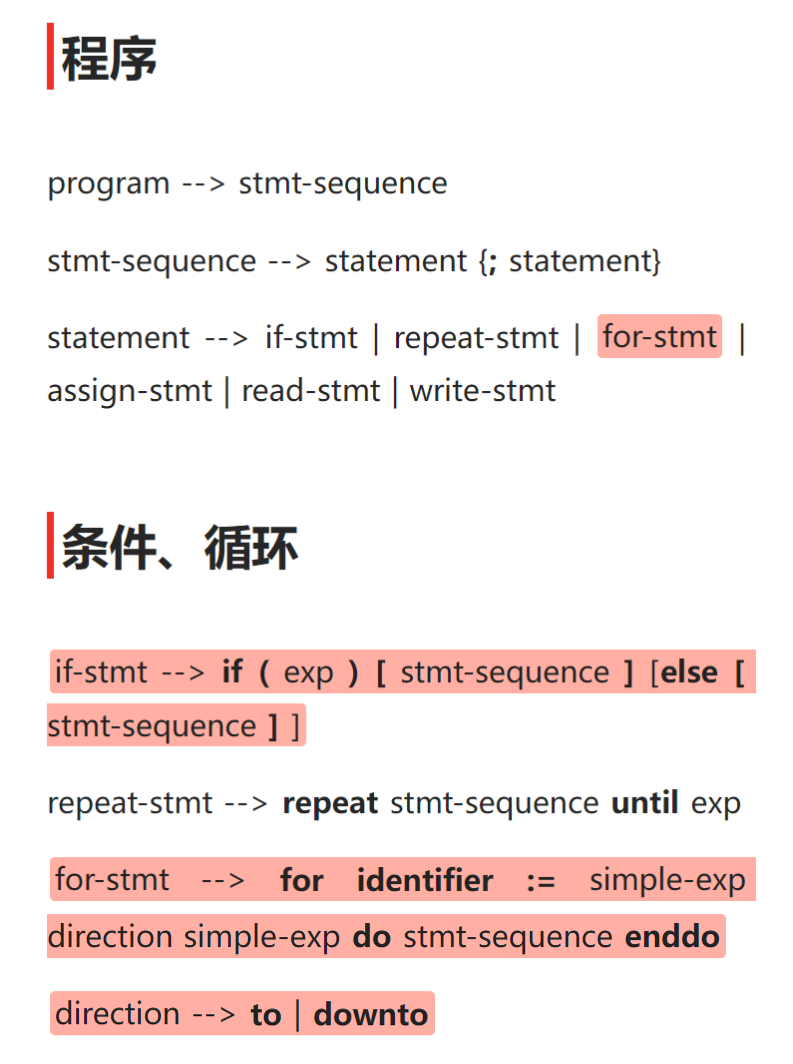 程序
program --> stmt-sequence
stmt-sequence --> statement {; statement}
statement --> if-stmt | repeat-stmt | for-stmt |
assign-stmt | read-stmt | write-stmt
条件、循环
if-stmt --> if ( exp ) [ stmt-sequence ] [else [
stmt-sequence ] ]
repeat-stmt --> repeat stmt-sequence until exp
for-stmt --> for identifier := simple-exp
direction simple-exp do stmt-sequence enddo
direction --> to | downto